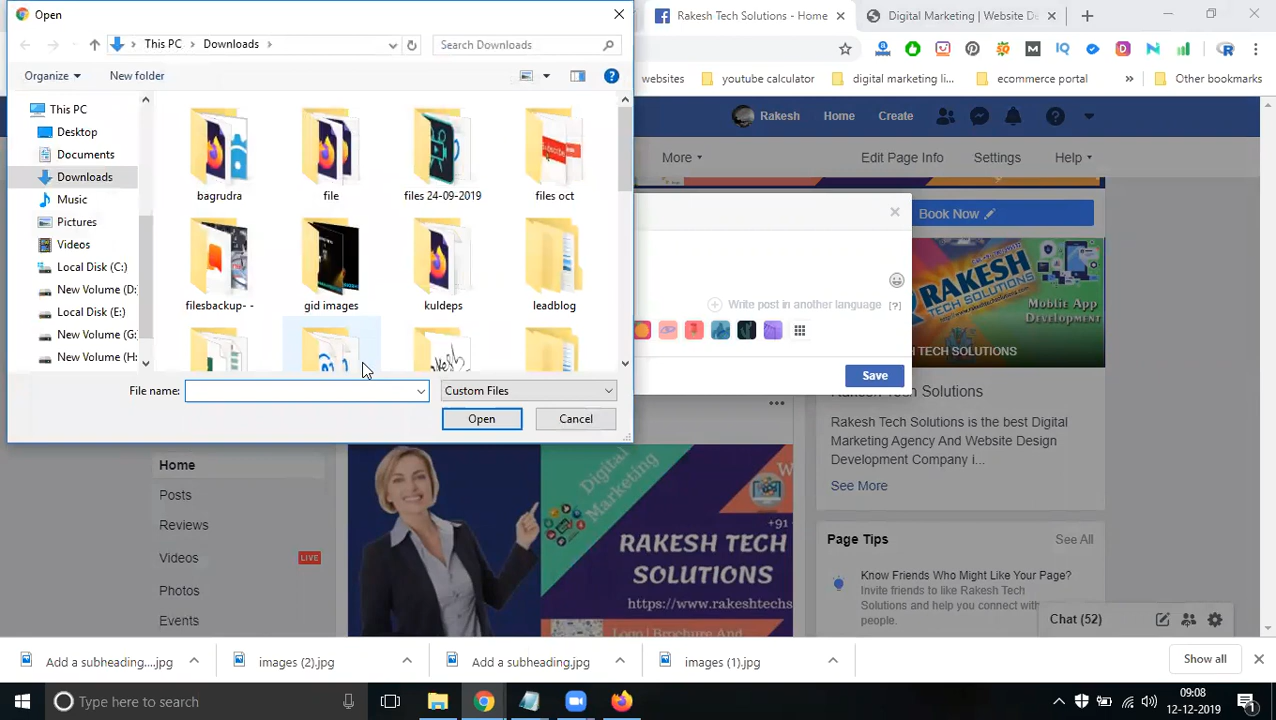 Open
Rakesh Tech Solutions - Home
Digital Marketing | Website D
This PC
Downloads
Search Downloads
websites
youtube calculator
digital marketing li...
ecommerce portal
Other bookmarks
Organize
New folder
This PC
Desktop
Documents
Downloads
Music
Pictures
Videos
Local Disk (C:)
New Volume (D:
Local Disk (E:)
New Volume (G:
New Volume (H:
bagrudra
file
files 24-09-2019
files oct
filesbackup- -
gid images
kuldeps
leadblog
File name:
Custom Files
Open
Cancel
Rakesh
Home
Create
More
Edit Page Info
Settings
Help
Book Now
Write post in another language
[?]
Save
RAKESH
TECH SOLUTIONS
Moblie App
Development
TECH SOLUTIONS
Rakesh Tech Solutions
Rakesh Tech Solutions is the best Digital
Marketing Agency And Website Design
Development Company i...
See More
Page Tips
See All
Know Friends Who Might Like Your Page?
Invite friends to like Rakesh Tech
Solutions and help you connect with
people.
Chat (52)
Home
Posts
Reviews
Videos
LIVE
Photos
Events
Digital
Marketing
+91
RAKESH TECH
SOLUTIONS
https://www.rakeshtechs
Logo | Brochure And
Add a subheading....jpg
images (2).jpg
Add a subheading.jpg
images (1).jpg
Show all
Type here to search
09:08
12-12-2019